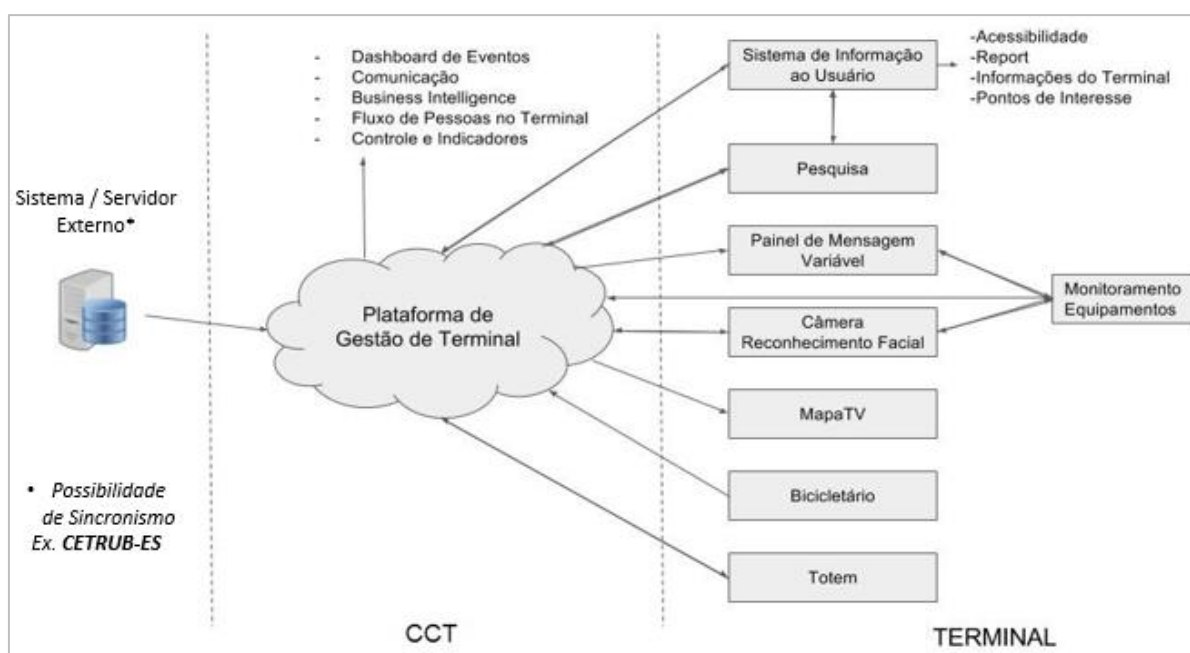 Sistema / Servidor
Externo*
• Possibilidade
de Sincronismo
Ex. CETRUB-ES
- Dashboard de Eventos
- Comunicação
- Business Intelligence
- Fluxo de Pessoas no Terminal
- Controle e Indicadores
Plataforma de
Gestão de Terminal
CCT
Sistema de Informação
ao Usuário
-Acessibilidade
-Report
-Informações do Terminal
-Pontos de Interesse
Pesquisa
Painel de Mensagem
Variável
Monitoramento
Equipamentos
Câmera
Reconhecimento Facial
MapaTV
Bicicletário
Totem
TERMINAL